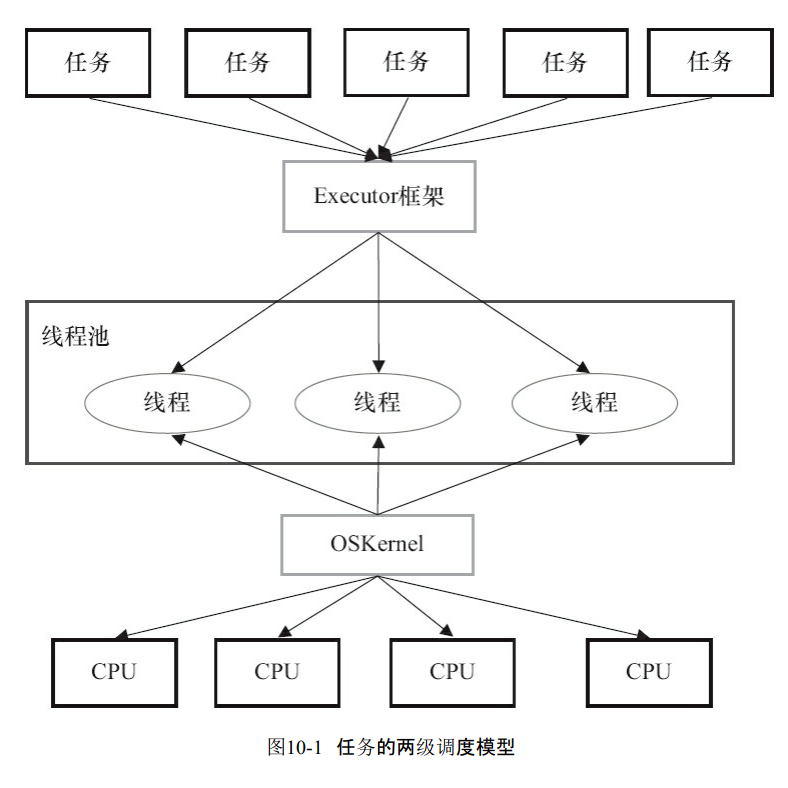 任务 任务 任务 任务 任务
Executor框架
线程池
线程 线程 线程
OSKernel
CPU CPU CPU CPU
图10-1 任务的两级调度模型